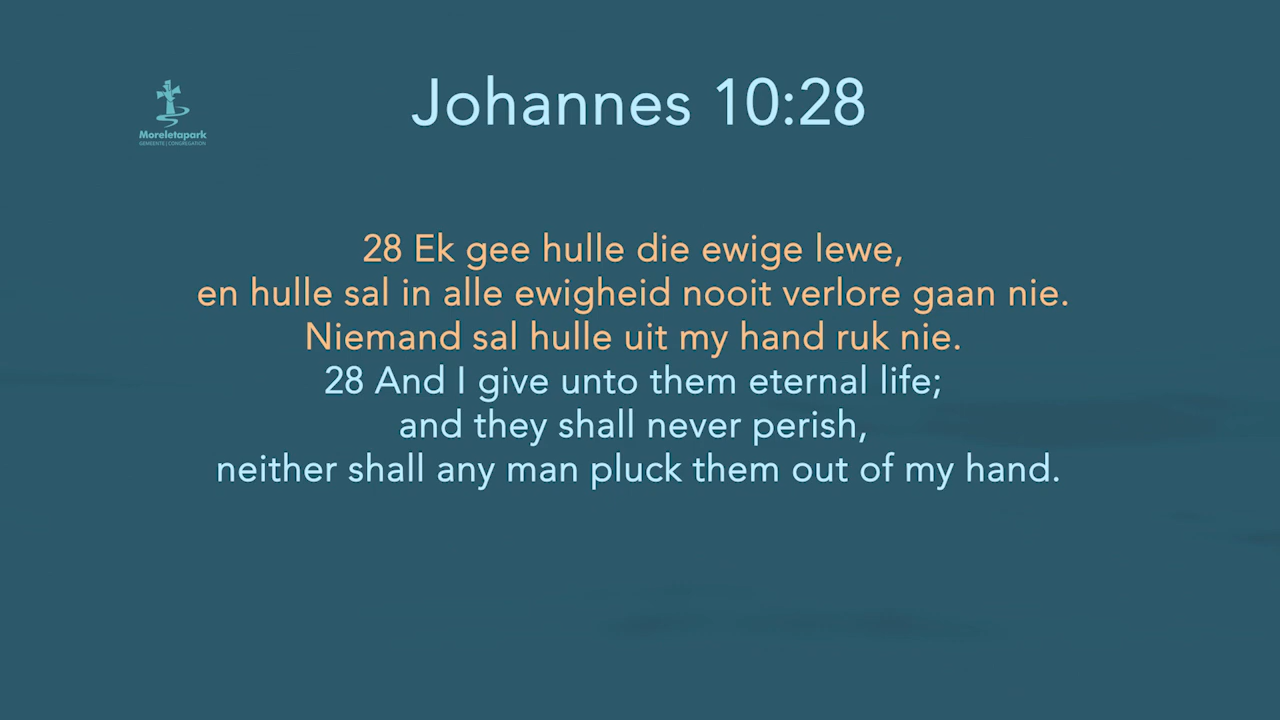 Johannes 10:28
Moreletapark
GEMEENTE | CONGREGATION
28 Ek gee hulle die ewige lewe,
en hulle sal in alle ewigheid nooit verlore gaan nie.
Niemand sal hulle uit my hand ruk nie.
28 And I give unto them eternal life;
and they shall never perish,
neither shall any man pluck them out of my hand.